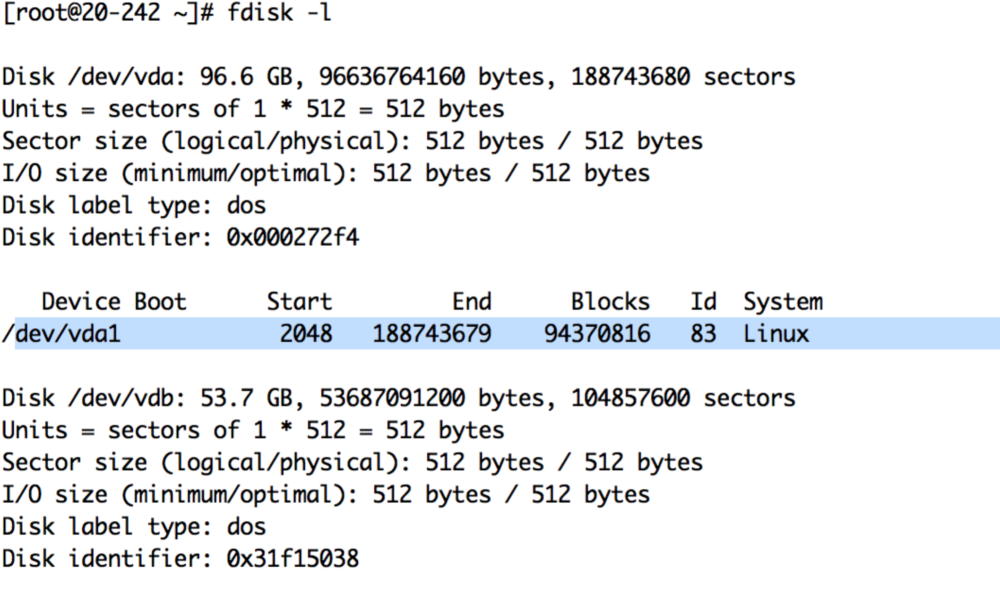 [root@20-242 ~]# fdisk -l
Disk /dev/vda: 96.6 GB, 96636764160 bytes, 188743680 sectors
Units = sectors of 1 * 512 = 512 bytes
Sector size (logical/physical): 512 bytes / 512 bytes
I/O size (minimum/optimal): 512 bytes / 512 bytes
Disk label type: dos
Disk identifier: 0x000272f4
Device Boot Start End Blocks Id System
/dev/vda1 2048 188743679 94370816 83 Linux
Disk /dev/vdb: 53.7 GB, 53687091200 bytes, 104857600 sectors
Units = sectors of 1 * 512 = 512 bytes
Sector size (logical/physical): 512 bytes / 512 bytes
I/O size (minimum/optimal): 512 bytes / 512 bytes
Disk label type: dos
Disk identifier: 0x31f15038